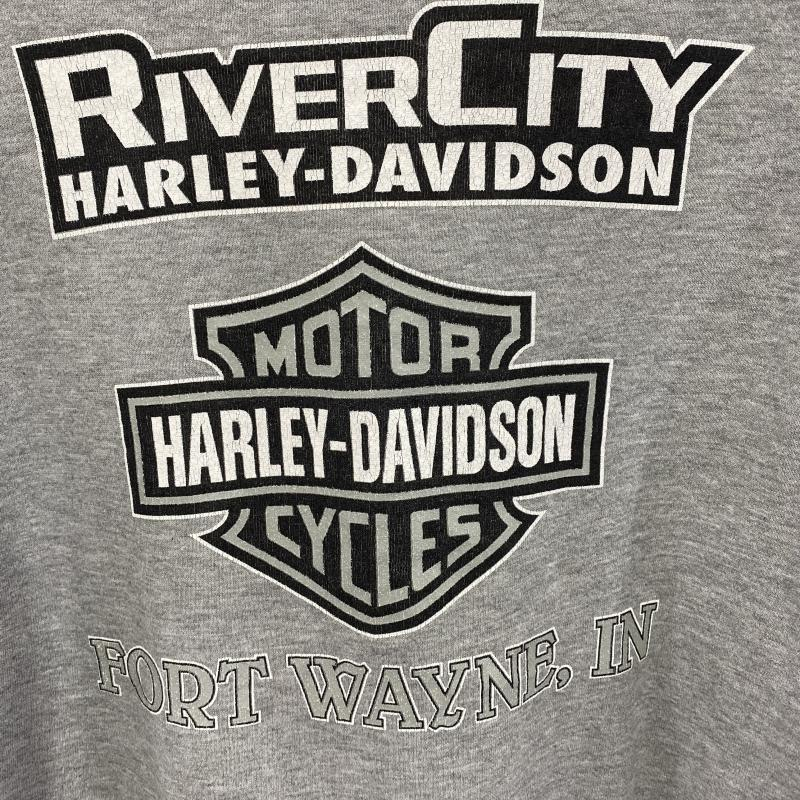 RIVERCITY
HARLEY-DAVIDSON
MOTOR
HARLEY-DAVIDSON
CYCLES
FORT WAYNE, IN